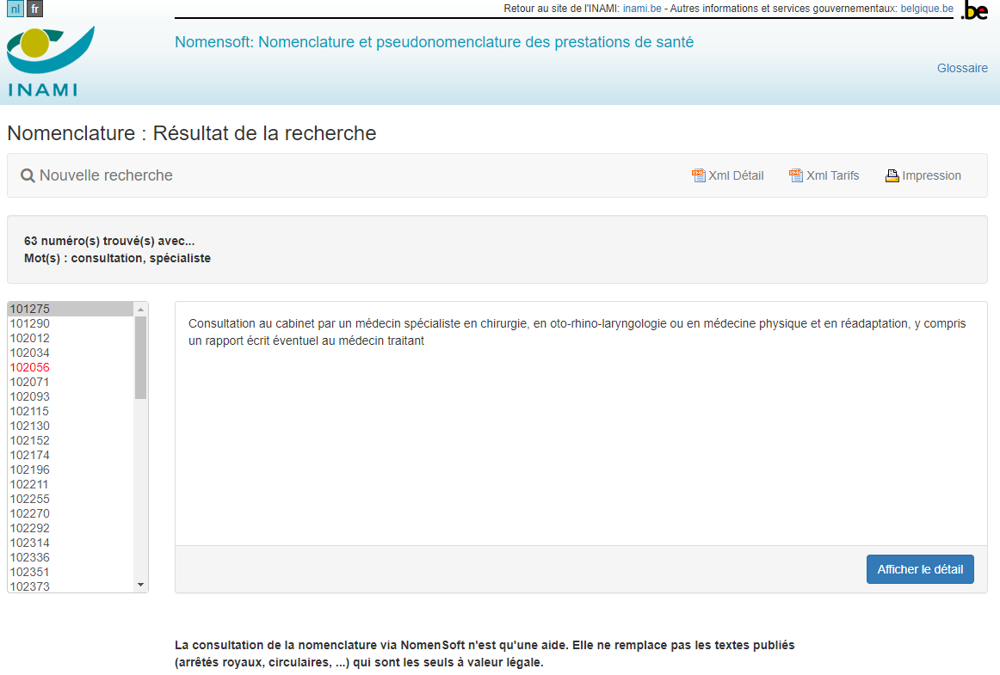 nl fr
Retour au site de l'INAMI: inami.be - Autres informations et services gouvernementaux: belgique.be
.be
Nomensoft: Nomenclature et pseudonomenclature des prestations de santé
Glossaire
INAMI
Nomenclature : Résultat de la recherche
Nouvelle recherche
Xml Détail Xml Tarifs Impression
63 numéro(s) trouvé(s) avec...
Mot(s) : consultation, spécialiste
101275
101290
102012
102034
102056
102071
102093
102115
102130
102152
102174
102196
102211
102255
102270
102292
102314
102336
102351
102373
Consultation au cabinet par un médecin spécialiste en chirurgie, en oto-rhino-laryngologie ou en médecine physique et en réadaptation, y compris
un rapport écrit éventuel au médecin traitant
Afficher le détail
La consultation de la nomenclature via NomenSoft n'est qu'une aide. Elle ne remplace pas les textes publiés
(arrêtés royaux, circulaires, ...) qui sont les seuls à valeur légale.